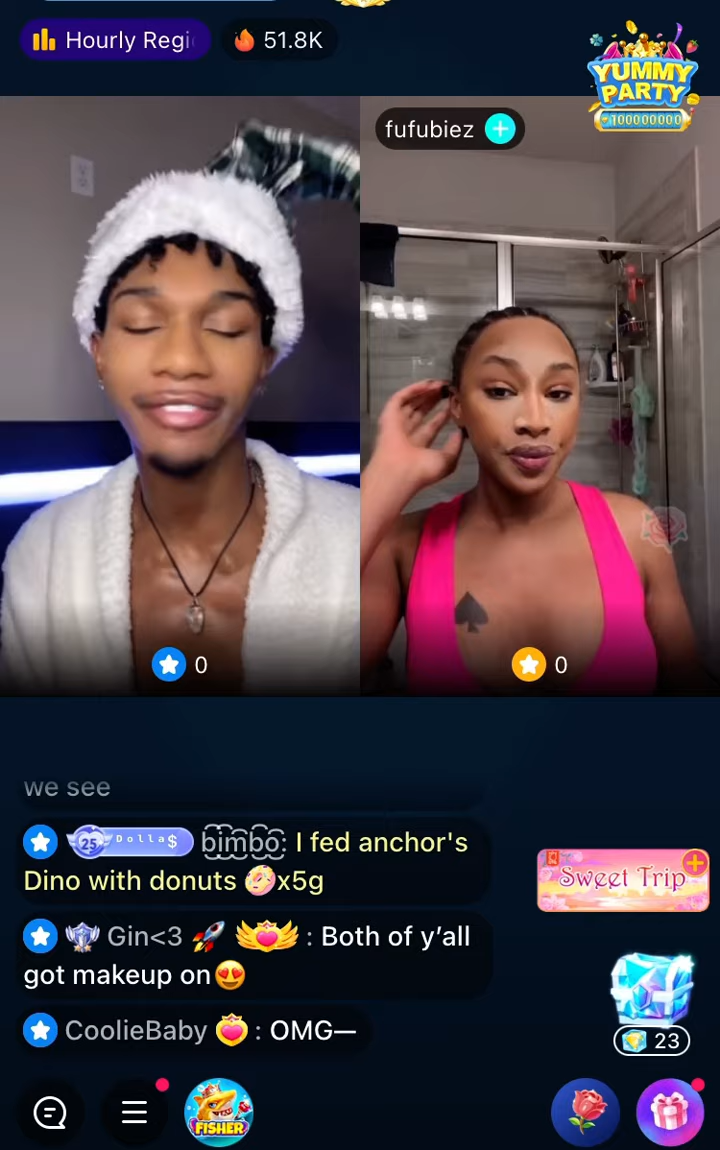 Hourly Regi
51.8K
YUMMY
PARTY
100000000
fufubiez
0
0
we see
25 Dolla$ bimbo: I fed anchor's
Dino with donuts 🍩x5g
Gin<3 🚀 : Both of y’all
got makeup on😍
CoolieBaby : OMG—
Sweet Trip
23
FISHER